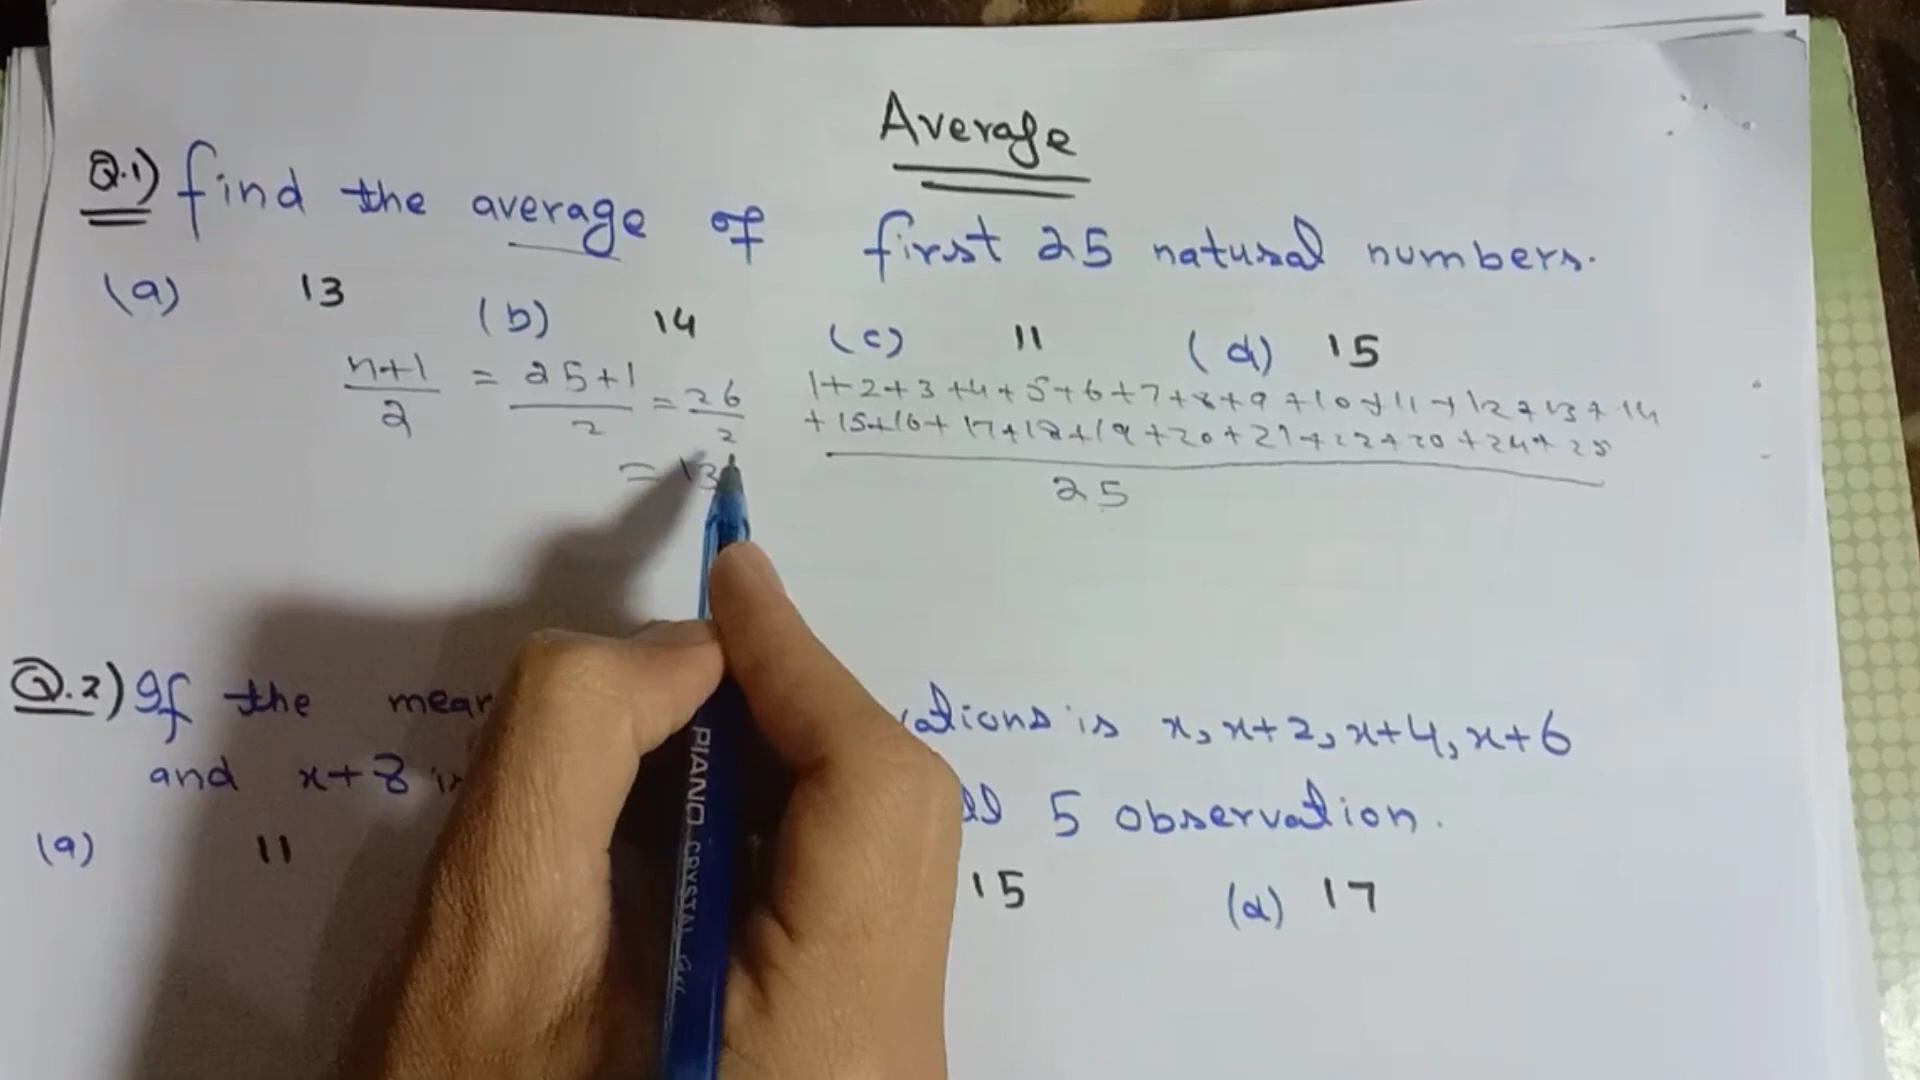 Average
Q.1) find the average of first 25 natural numbers.
(a) 13 (b) 14 (c) 11 (d) 15
n+1/2 = 25+1/2 = 26/2
= 13
1+2+3+4+5+6+7+8+9+10+11+12+13+14
+15+16+17+18+19+20+21+22+20+24+25
25
Q.2) If the mean is x, x+2, x+4, x+6
and x+8 5 observation.
(a) 11 15 (d) 17
PIANO CRYSTAL